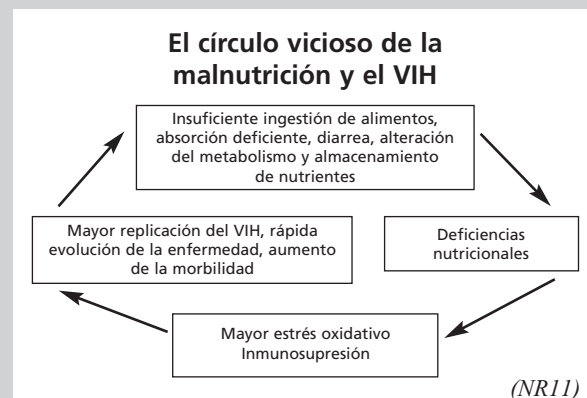 El círculo vicioso de la
malnutrición y el VIH
Insuficiente ingestión de alimentos,
absorción deficiente, diarrea, alteración
del metabolismo y almacenamiento
de nutrientes
Deficiencias
nutricionales
Mayor estrés oxidativo
Inmunosupresión
Mayor replicación del VIH, rápida
evolución de la enfermedad, aumento
de la morbilidad
(NR11)